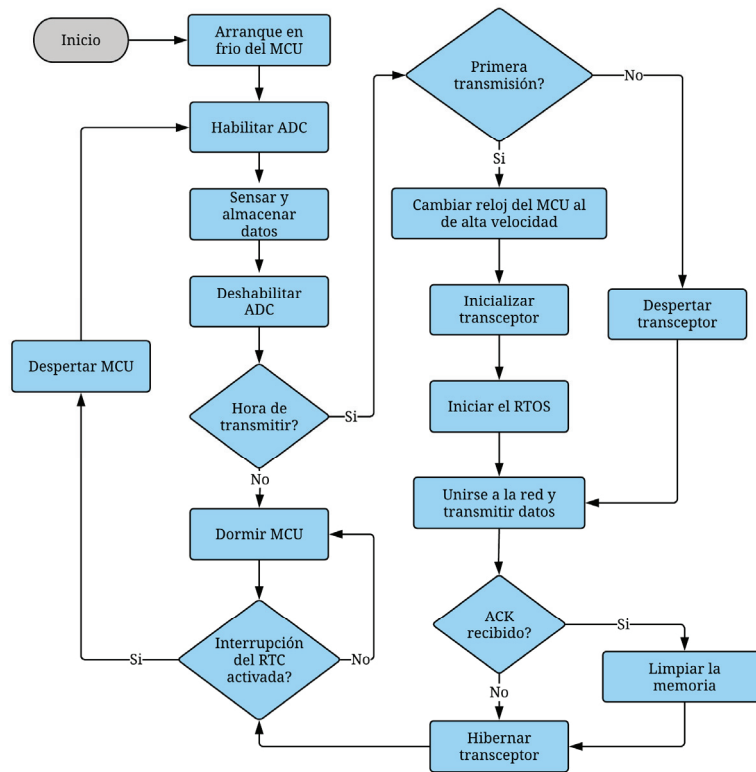 Inicio
Arranque en
frio del MCU
Habilitar ADC
Sensar y
almacenar
datos
Deshabilitar
ADC
Hora de
transmitir?
Si
No
Dormir MCU
Interrupción
del RTC
activada?
No
Si
Despertar MCU
Primera
transmisión?
No
Si
Cambiar reloj del MCU al
de alta velocidad
Inicializar
transceptor
Despertar
transceptor
Iniciar el RTOS
Unirse a la red y
transmitir datos
ACK
recibido?
Si
No
Limpiar la
memoria
Hibernar
transceptor